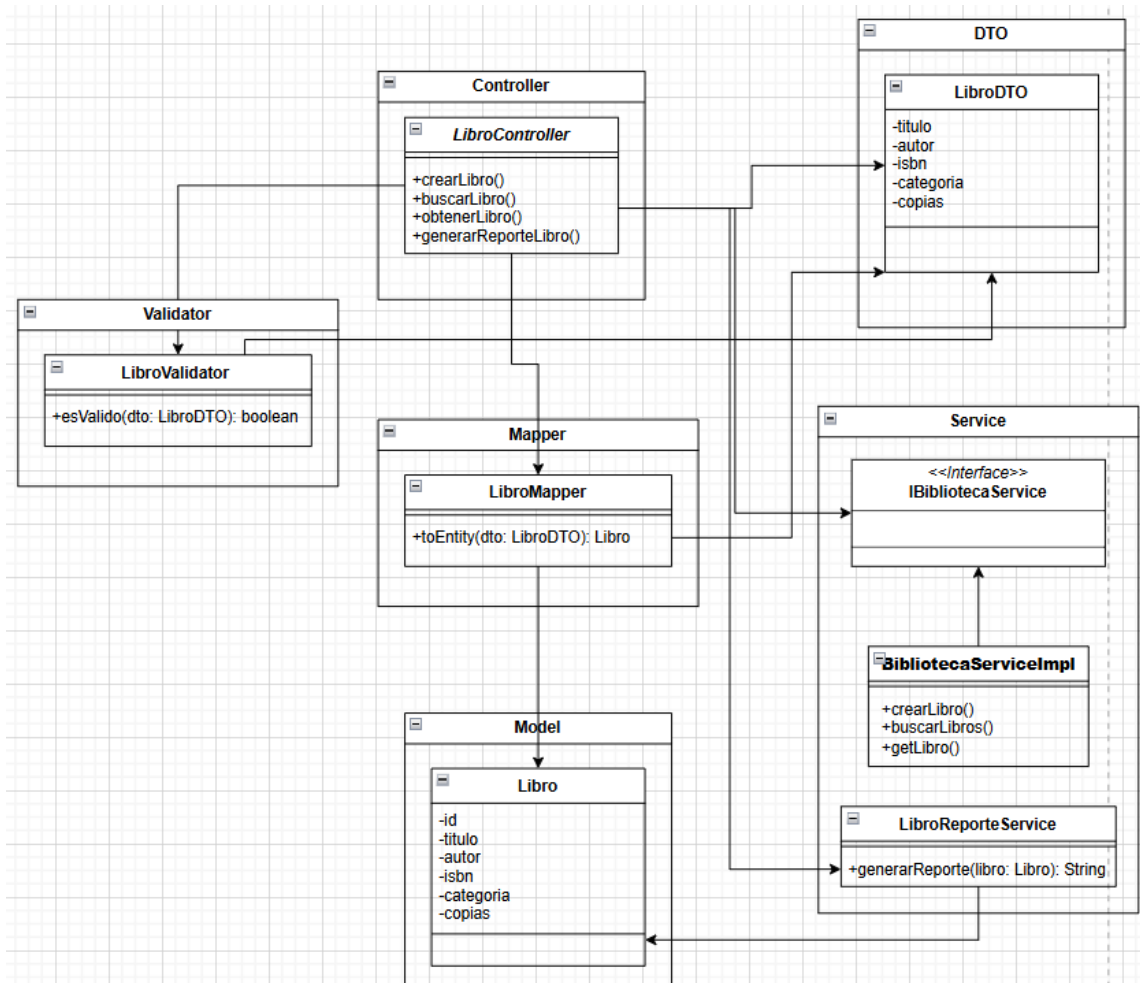 DTO
LibroDTO
-titulo
-autor
-isbn
-categoria
-copias
Controller
LibroController
+crearLibro()
+buscarLibro()
+obtenerLibro()
+generarReporteLibro()
Validator
LibroValidator
+esValido(dto: LibroDTO): boolean
Mapper
LibroMapper
+toEntity(dto: LibroDTO): Libro
Service
<<Interface>>
IBibliotecaService
BibliotecaServiceImpl
+crearLibro()
+buscarLibros()
+getLibro()
LibroReporteService
+generarReporte(libro: Libro): String
Model
Libro
-id
-titulo
-autor
-isbn
-categoria
-copias